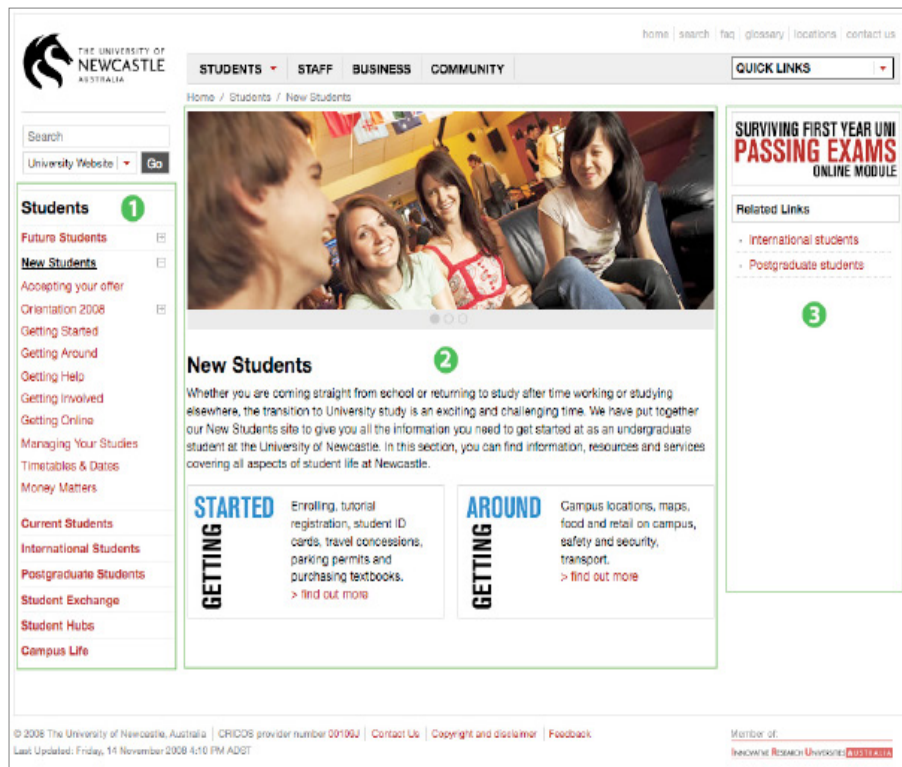 home | search | faq | glossary | locations | contact us
THE UNIVERSITY OF
NEWCASTLE
AUSTRALIA
STUDENTS STAFF BUSINESS COMMUNITY
QUICK LINKS
Home / Students / New Students
Search
University Website Go
1
Students
Future Students
New Students
Accepting your offer
Orientation 2008
Getting Started
Getting Around
Getting Help
Getting Involved
Getting Online
Managing Your Studies
Timetables & Dates
Money Matters
Current Students
International Students
Postgraduate Students
Student Exchange
Student Hubs
Campus Life
2
New Students
Whether you are coming straight from school or returning to study after time working or studying
elsewhere, the transition to University study is an exciting and challenging time. We have put together
our New Students site to give you all the information you need to get started at as an undergraduate
student at the University of Newcastle. In this section, you can find information, resources and services
covering all aspects of student life at Newcastle.
GETTING
STARTED
Enrolling, tutorial
registration, student ID
cards, travel concessions,
parking permits and
purchasing textbooks.
> find out more
GETTING
AROUND
Campus locations, maps,
food and retail on campus,
safety and security,
transport.
> find out more
SURVIVING FIRST YEAR UNI
PASSING EXAMS
ONLINE MODULE
Related Links
International students
Postgraduate students
3
© 2008 The University of Newcastle, Australia | CRICOS provider number 00109J | Contact Us | Copyright and disclaimer | Feedback
Last Updated: Friday, 14 November 2008 4:10 PM ADST
Member of:
INNOVATIVE RESEARCH UNIVERSITIES AUSTRALIA